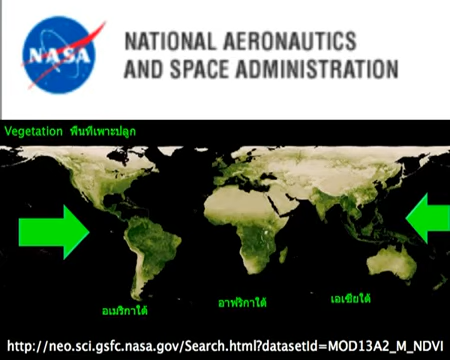 NASA
NATIONAL AERONAUTICS
AND SPACE ADMINISTRATION
Vegetation พื้นที่เพาะปลูก
อเมริกาใต้
อาฟริกาใต้
เอเซียใต้
http://neo.sci.gsfc.nasa.gov/Search.html?datasetId=MOD13A2_M_NDVI